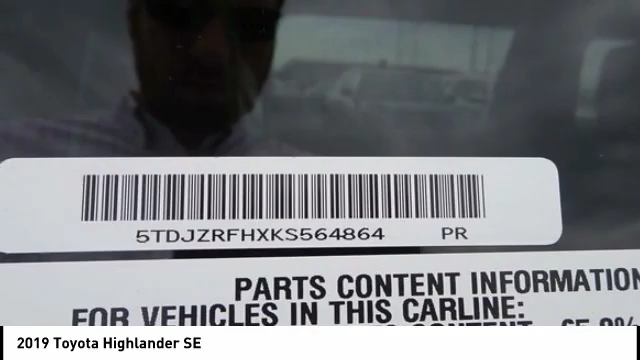 5TDJZRFHXKS564864 PR
PARTS CONTENT INFORMATION
FOR VEHICLES IN THIS CARLINE:
2019 Toyota Highlander SE